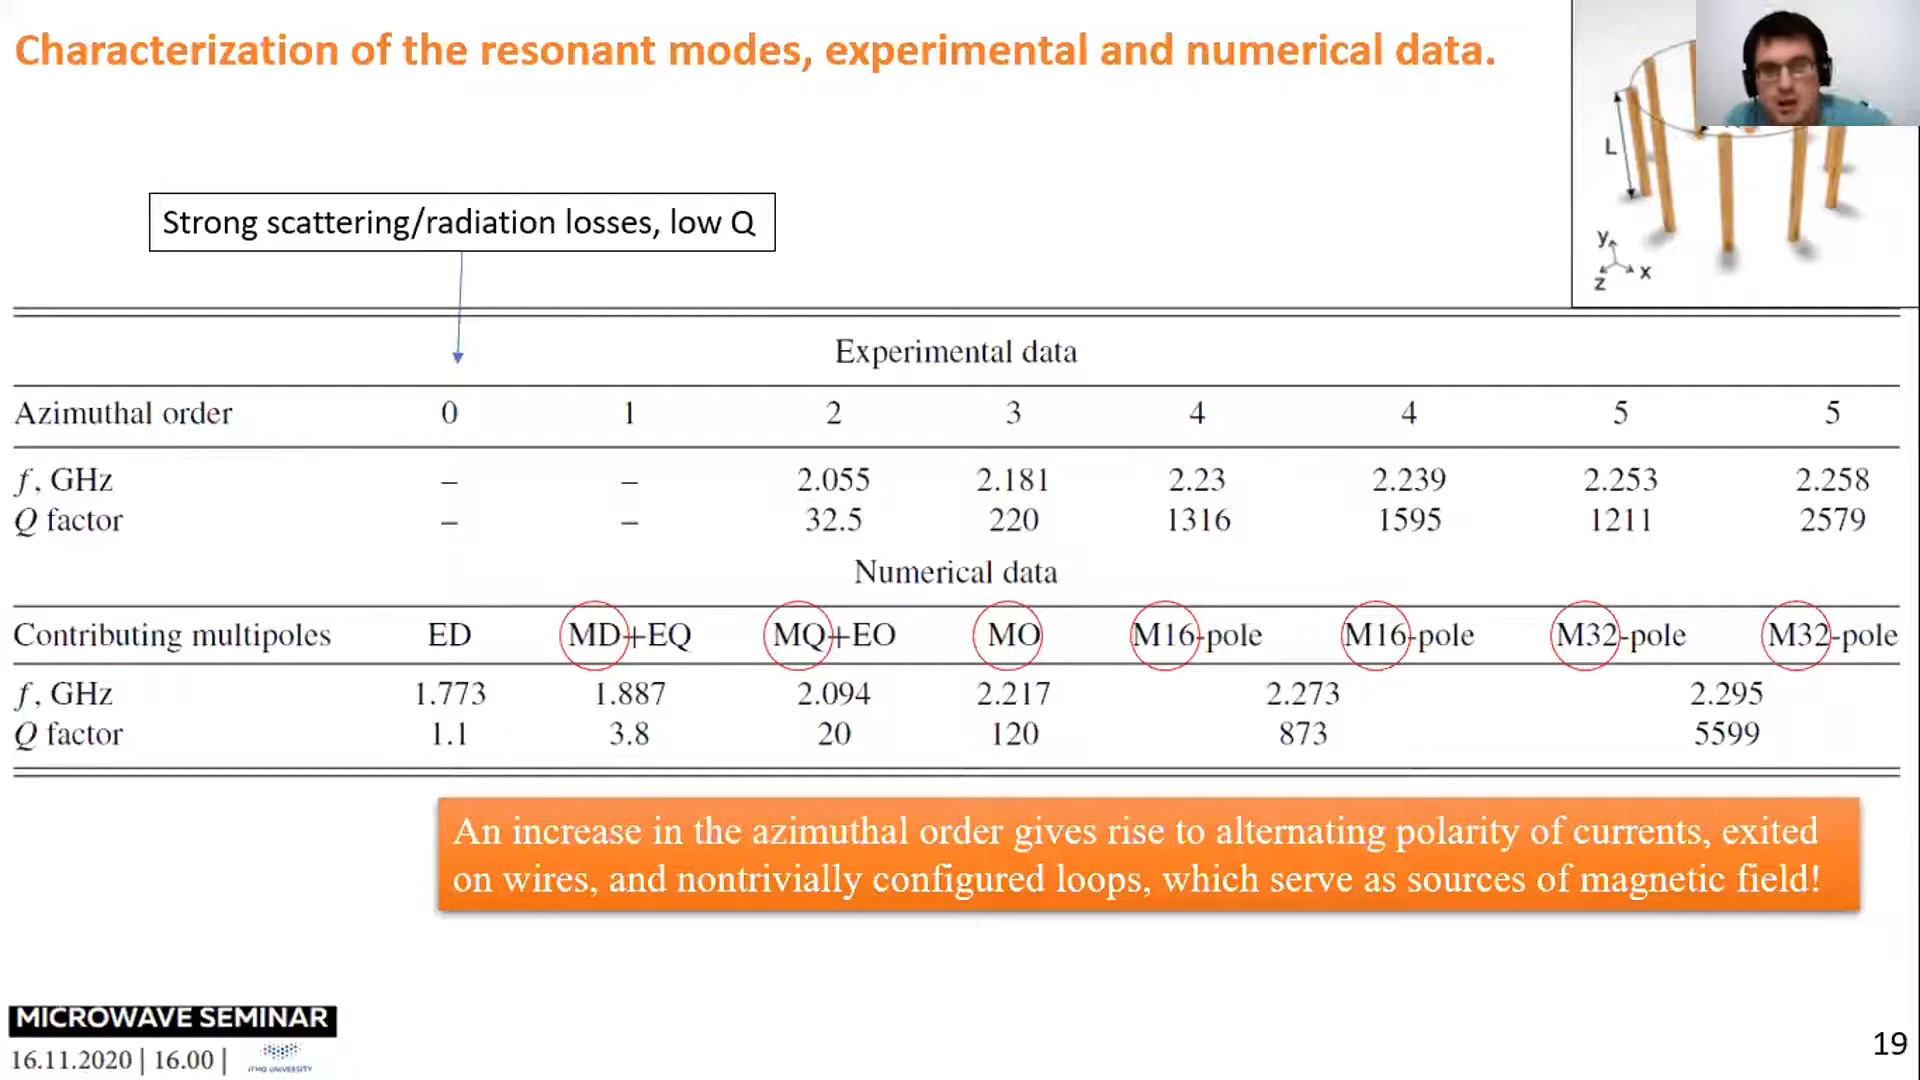 Characterization of the resonant modes, experimental and numerical data.
L
y
x
z
Strong scattering/radiation losses, low Q
Experimental data
Azimuthal order 0 1 2 3 4 4 5 5
f, GHz – – 2.055 2.181 2.23 2.239 2.253 2.258
Q factor – – 32.5 220 1316 1595 1211 2579
Numerical data
Contributing multipoles ED MD+EQ MQ+EO MO M16-pole M16-pole M32-pole M32-pole
f, GHz 1.773 1.887 2.094 2.217 2.273 2.295
Q factor 1.1 3.8 20 120 873 5599
An increase in the azimuthal order gives rise to alternating polarity of currents, exited
on wires, and nontrivially configured loops, which serve as sources of magnetic field!
MICROWAVE SEMINAR
16.11.2020 | 16.00 |
ITMO UNIVERSITY
19